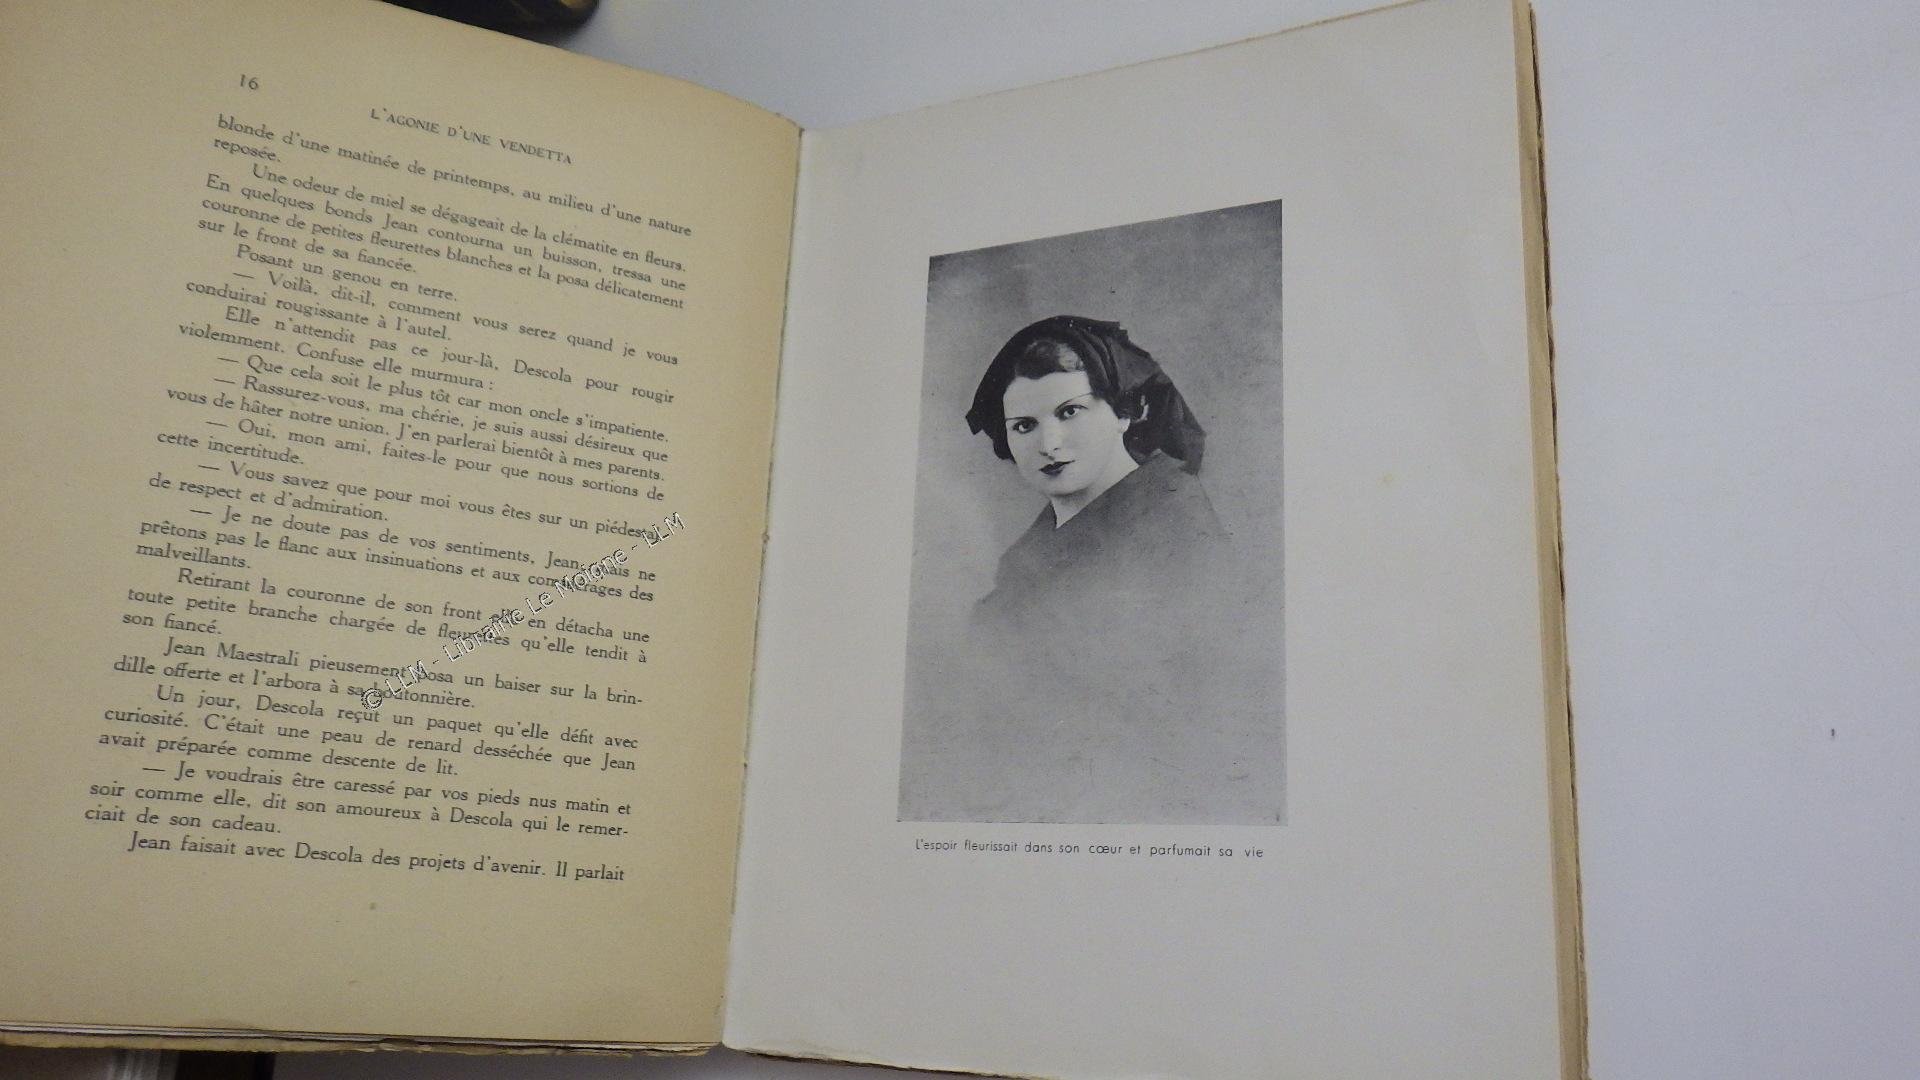 16
L'AGONIE D'UNE VENDETTA
blonde d'une matinée de printemps, au milieu d'une nature
reposée.
Une odeur de miel se dégageait de la clématite en fleurs.
En quelques bonds Jean contourna un buisson, tressa une
couronne de petites fleurettes blanches et la posa délicatement
sur le front de sa fiancée.
Posant un genou en terre.
— Voilà, dit-il, comment vous serez quand je vous
conduirai rougissante à l'autel.
Elle n'attendit pas ce jour-là, Descola pour rougir
violemment. Confuse elle murmura :
— Que cela soit le plus tôt car mon oncle s'impatiente.
— Rassurez-vous, ma chérie, je suis aussi désireux que
vous de hâter notre union. J'en parlerai bientôt à mes parents.
— Oui, mon ami, faites-le pour que nous sortions de
cette incertitude.
— Vous savez que pour moi vous êtes sur un piédestal
de respect et d'admiration.
— Je ne doute pas de vos sentiments, Jean, mais ne
prêtons pas le flanc aux insinuations et aux commérages des
malveillants.
Retirant la couronne de son front elle en détacha une
toute petite branche chargée de fleurettes qu'elle tendit à
son fiancé.
Jean Maestrali pieusement posa un baiser sur la brin-
dille offerte et l'arbora à sa boutonnière.
Un jour, Descola reçut un paquet qu'elle défit avec
curiosité. C'était une peau de renard desséchée que Jean
avait préparée comme descente de lit.
— Je voudrais être caressé par vos pieds nus matin et
soir comme elle, dit son amoureux à Descola qui le remer-
ciait de son cadeau.
Jean faisait avec Descola des projets d'avenir. Il parlait
© LLM - Librairie Le Moigne - LLM
L'espoir fleurissait dans son cœur et parfumait sa vie